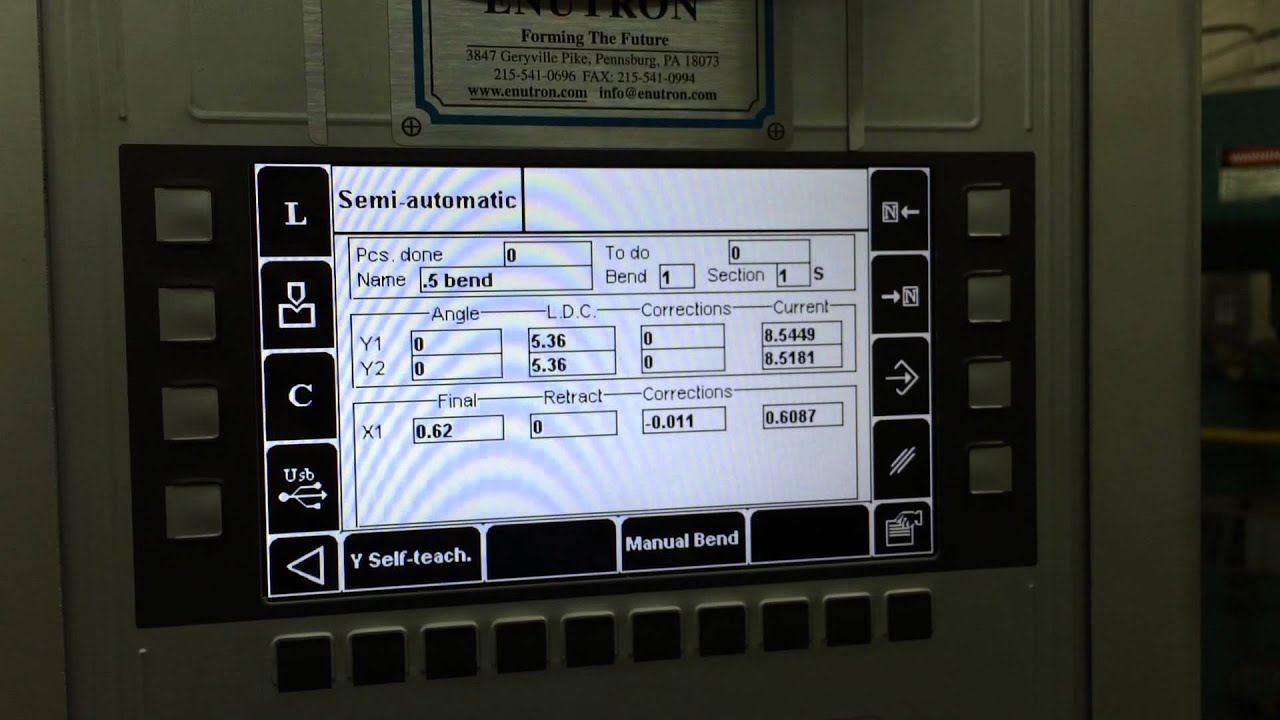 ENUTRON
Forming The Future
3847 Geryville Pike, Pennsburg, PA 18073
215-541-0696 FAX: 215-541-0994
www.enutron.com info@enutron.com
L
Semi-automatic
N
Pcs. done 0 To do 0
Name .5 bend Bend 1 Section 1 S
N
Angle L.D.C. Corrections Current
Y1 0 5.36 0 8.5449
Y2 0 5.36 0 8.5181
C
Final Retract Corrections
X1 0.62 0 -0.011 0.6087
Usb
Y Self-teach. Manual Bend